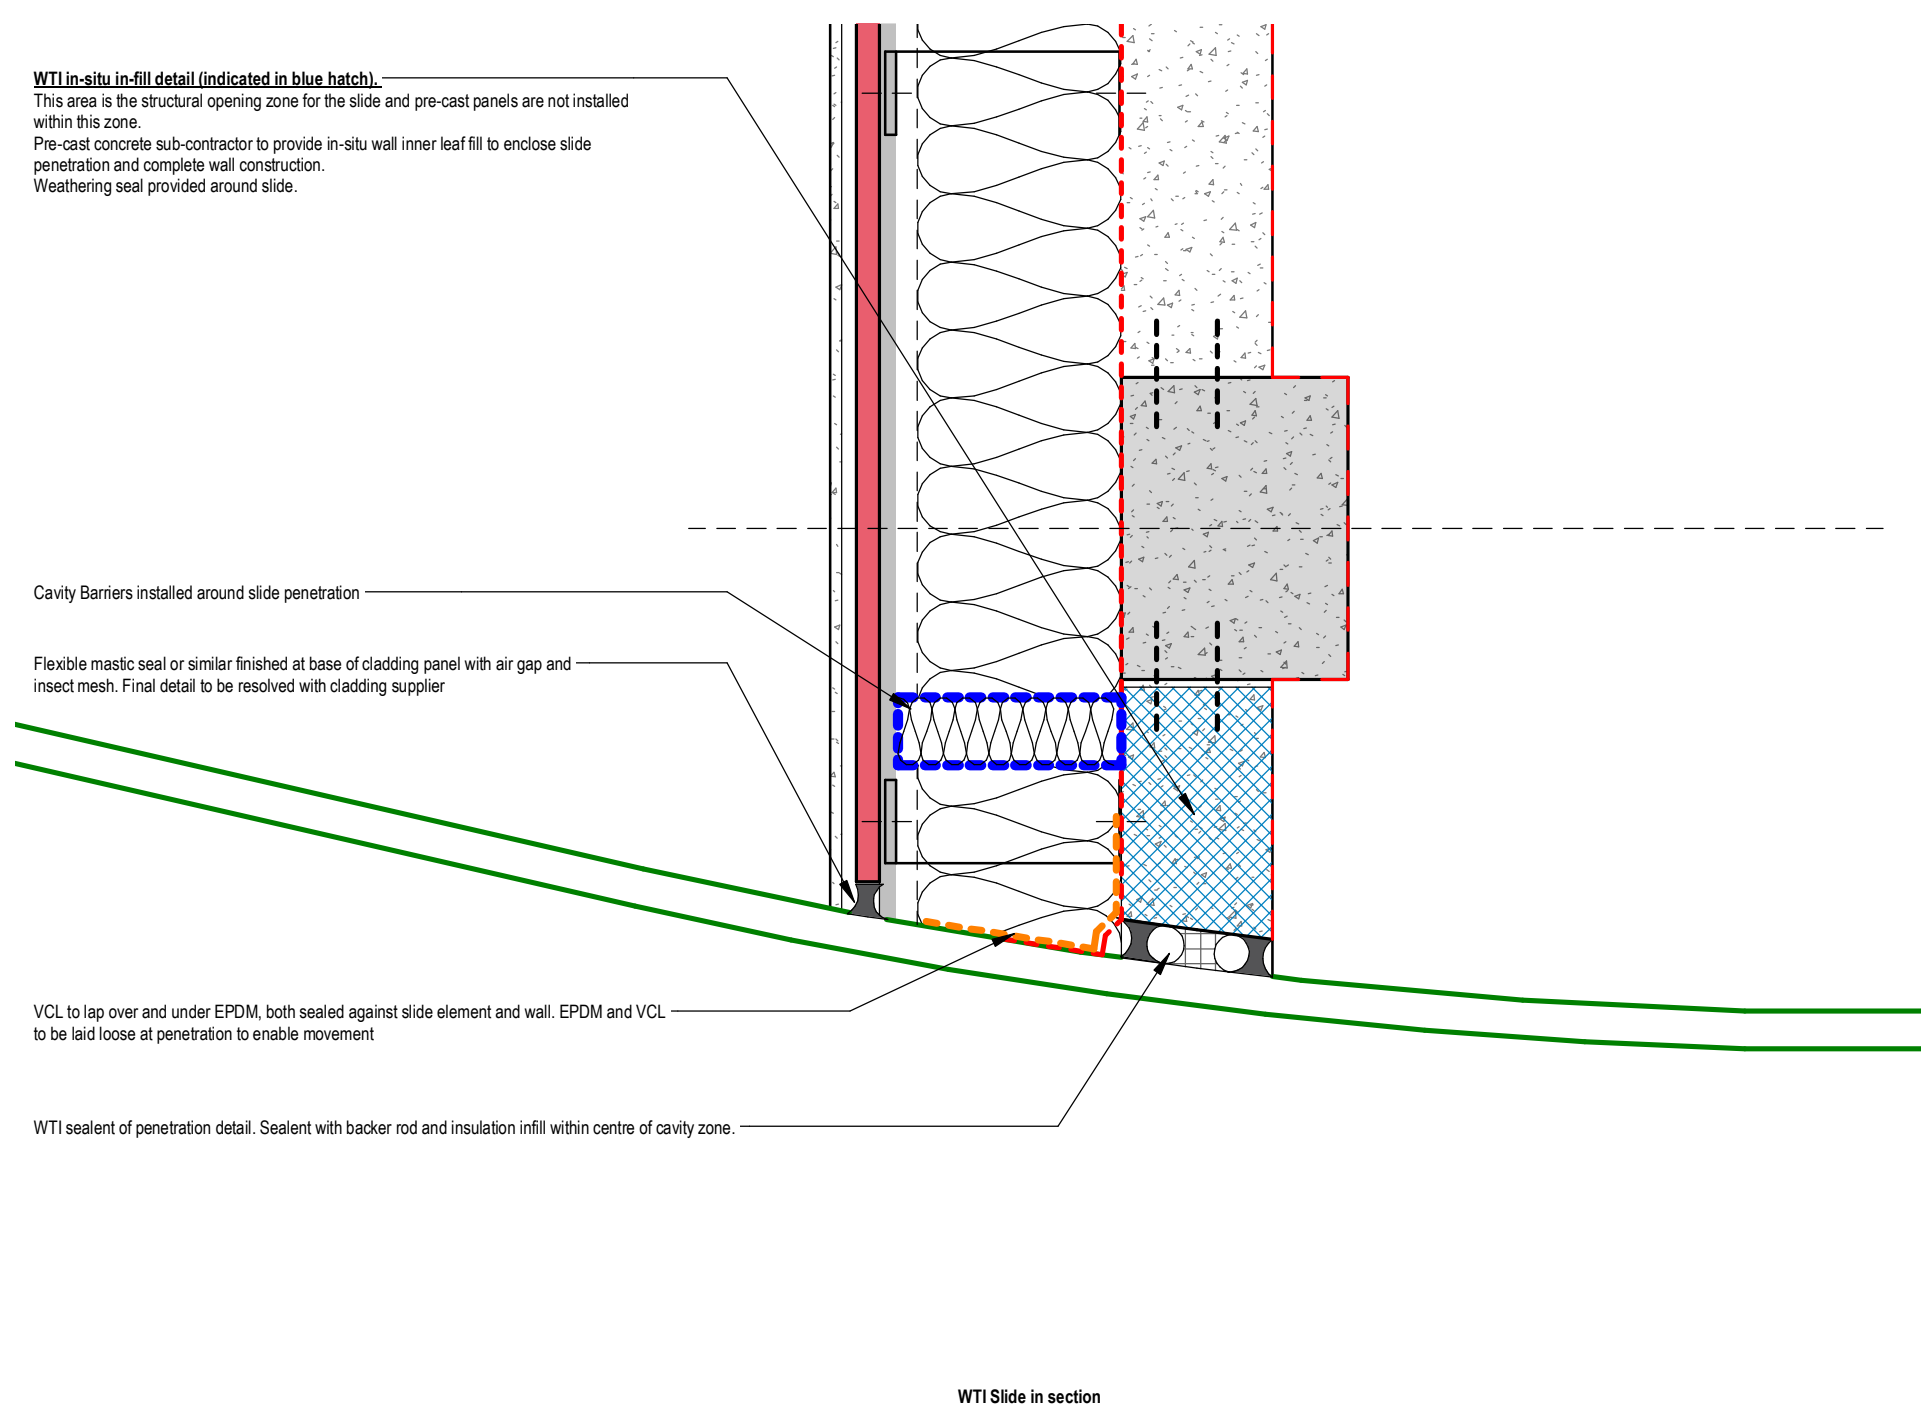 WTI in-situ in-fill detail (indicated in blue hatch).
This area is the structural opening zone for the slide and pre-cast panels are not installed
within this zone.
Pre-cast concrete sub-contractor to provide in-situ wall inner leaf fill to enclose slide
penetration and complete wall construction.
Weathering seal provided around slide.
Cavity Barriers installed around slide penetration
Flexible mastic seal or similar finished at base of cladding panel with air gap and
insect mesh. Final detail to be resolved with cladding supplier
VCL to lap over and under EPDM, both sealed against slide element and wall. EPDM and VCL
to be laid loose at penetration to enable movement
WTI sealent of penetration detail. Sealent with backer rod and insulation infill within centre of cavity zone.
WTI Slide in section